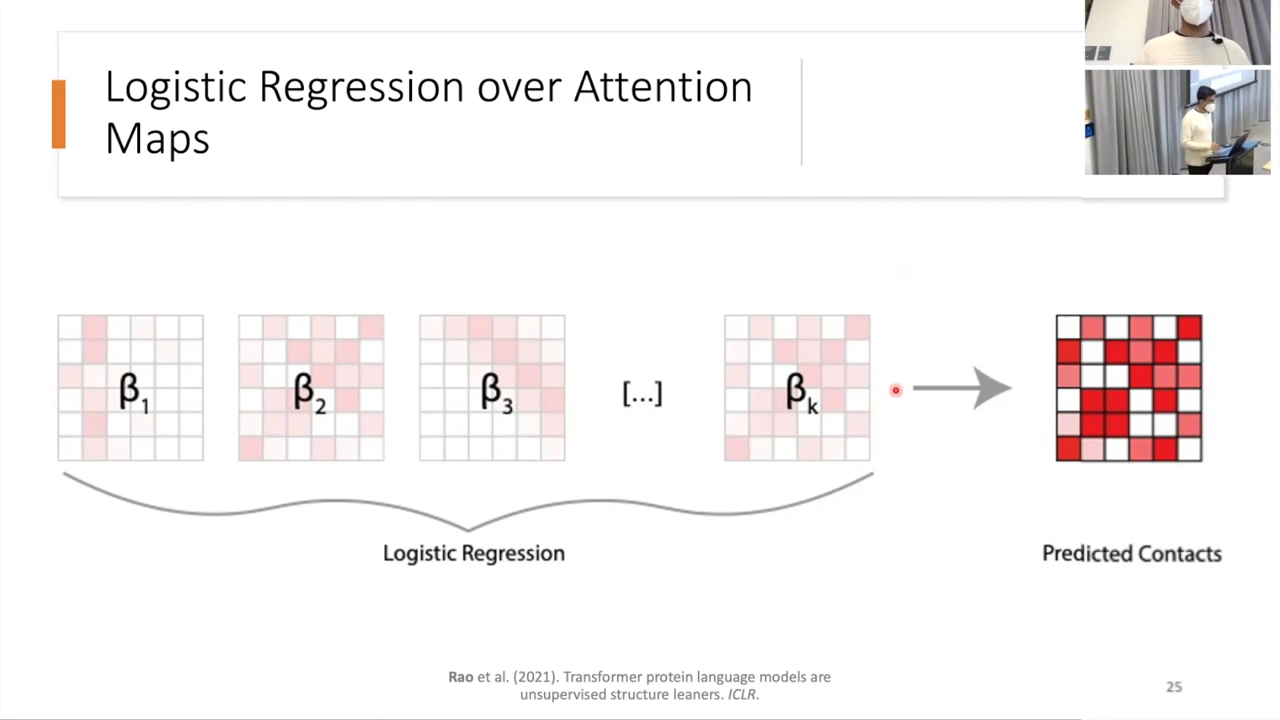 Logistic Regression over Attention
Maps
β1
β2
β3
[...]
βk
Logistic Regression
Predicted Contacts
Rao et al. (2021). Transformer protein language models are
unsupervised structure leaners. ICLR.
25